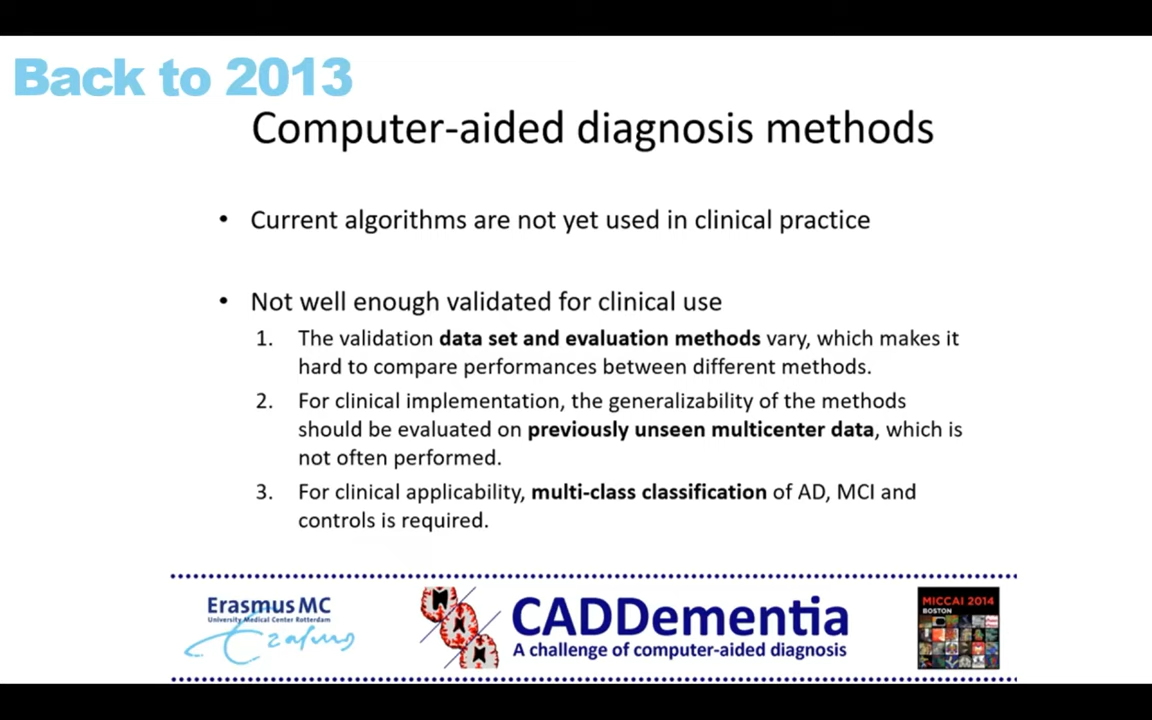 Back to 2013
Computer-aided diagnosis methods
• Current algorithms are not yet used in clinical practice
• Not well enough validated for clinical use
1. The validation data set and evaluation methods vary, which makes it
hard to compare performances between different methods.
2. For clinical implementation, the generalizability of the methods
should be evaluated on previously unseen multicenter data, which is
not often performed.
3. For clinical applicability, multi-class classification of AD, MCI and
controls is required.
Erasmus MC
University Medical Center Rotterdam
Erasmus
CADDementia
A challenge of computer-aided diagnosis
MICCAI 2014
BOSTON